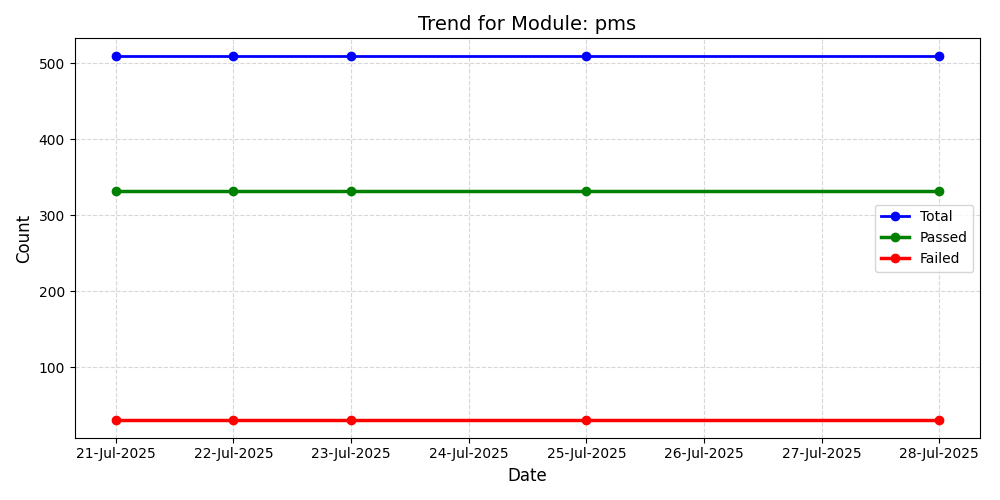 Trend for Module: pms
500
400
300
200
100
Count
Total
Passed
Failed
21-Jul-2025 22-Jul-2025 23-Jul-2025 24-Jul-2025 25-Jul-2025 26-Jul-2025 27-Jul-2025 28-Jul-2025
Date